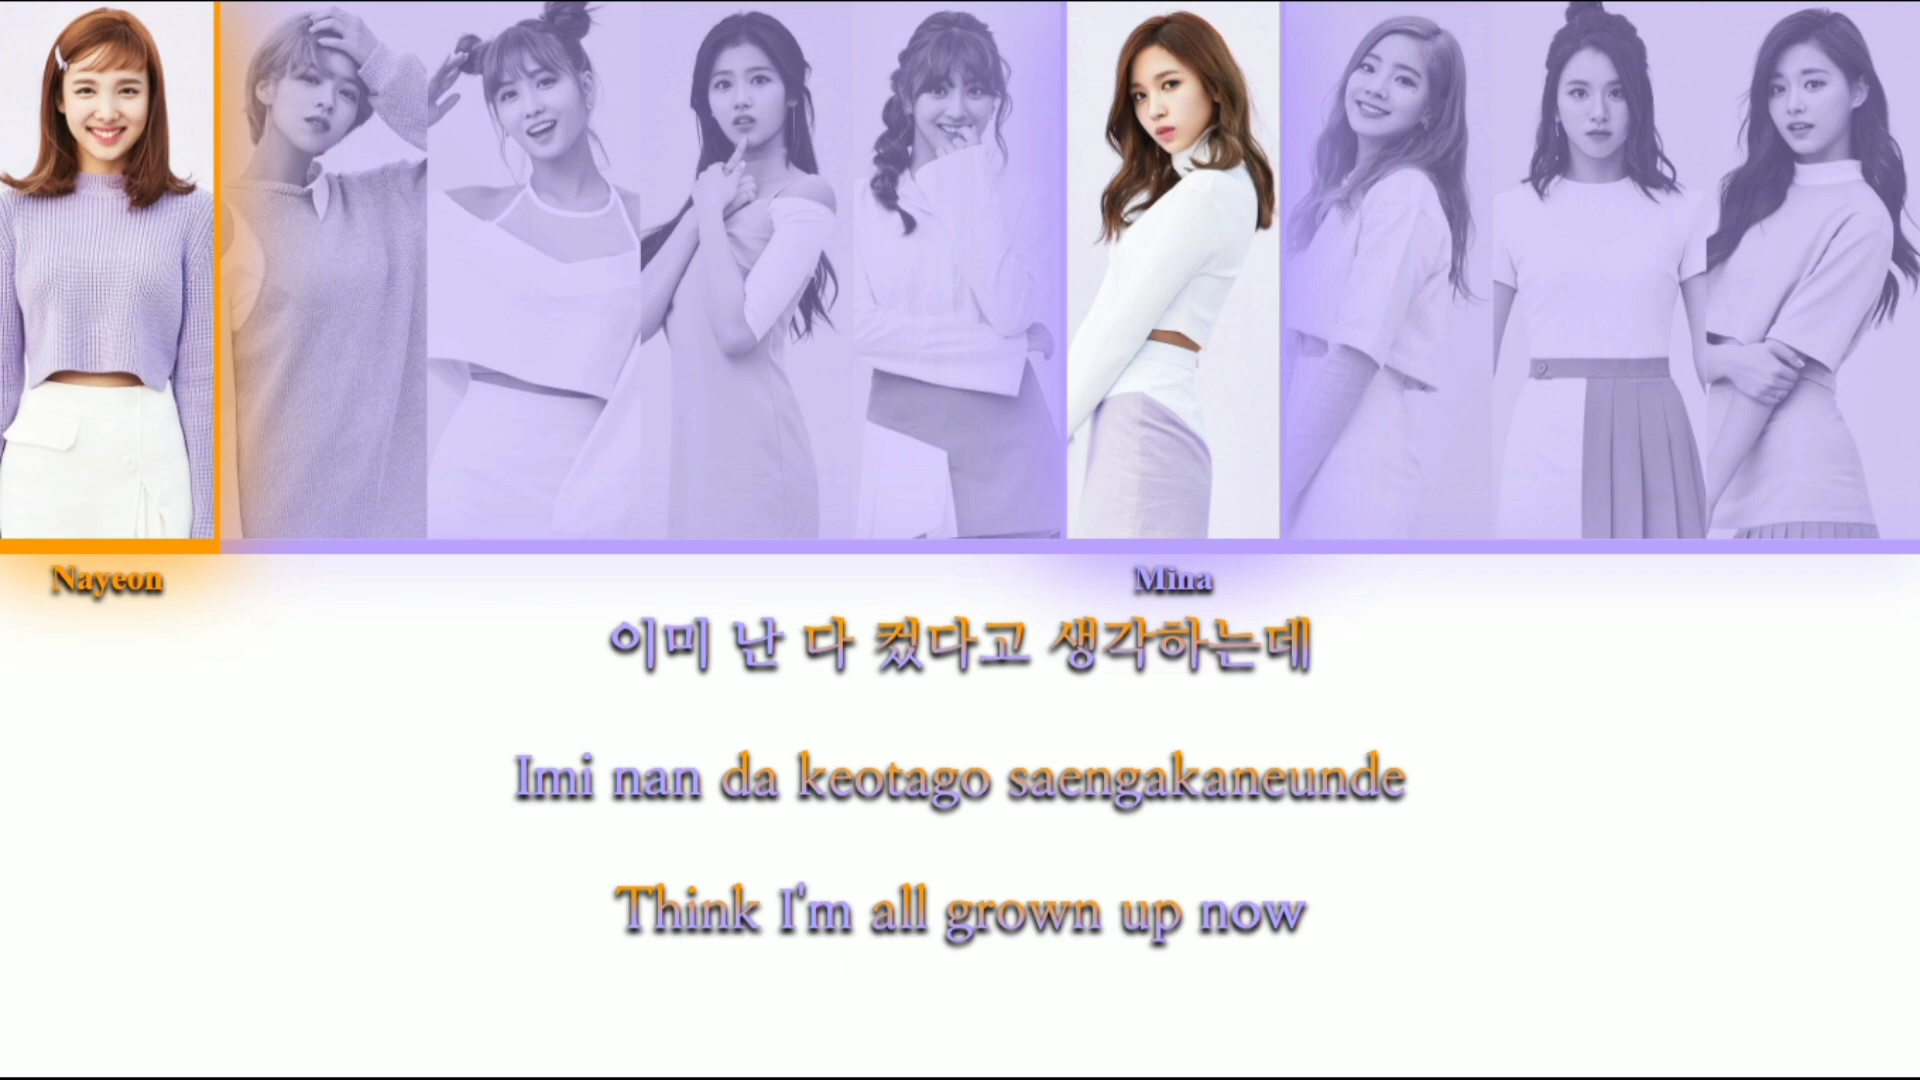 Nayeon
Mina
이미 난 다 컸다고 생각하는데
Imi nan da keotago saengakaneunde
Think I'm all grown up now